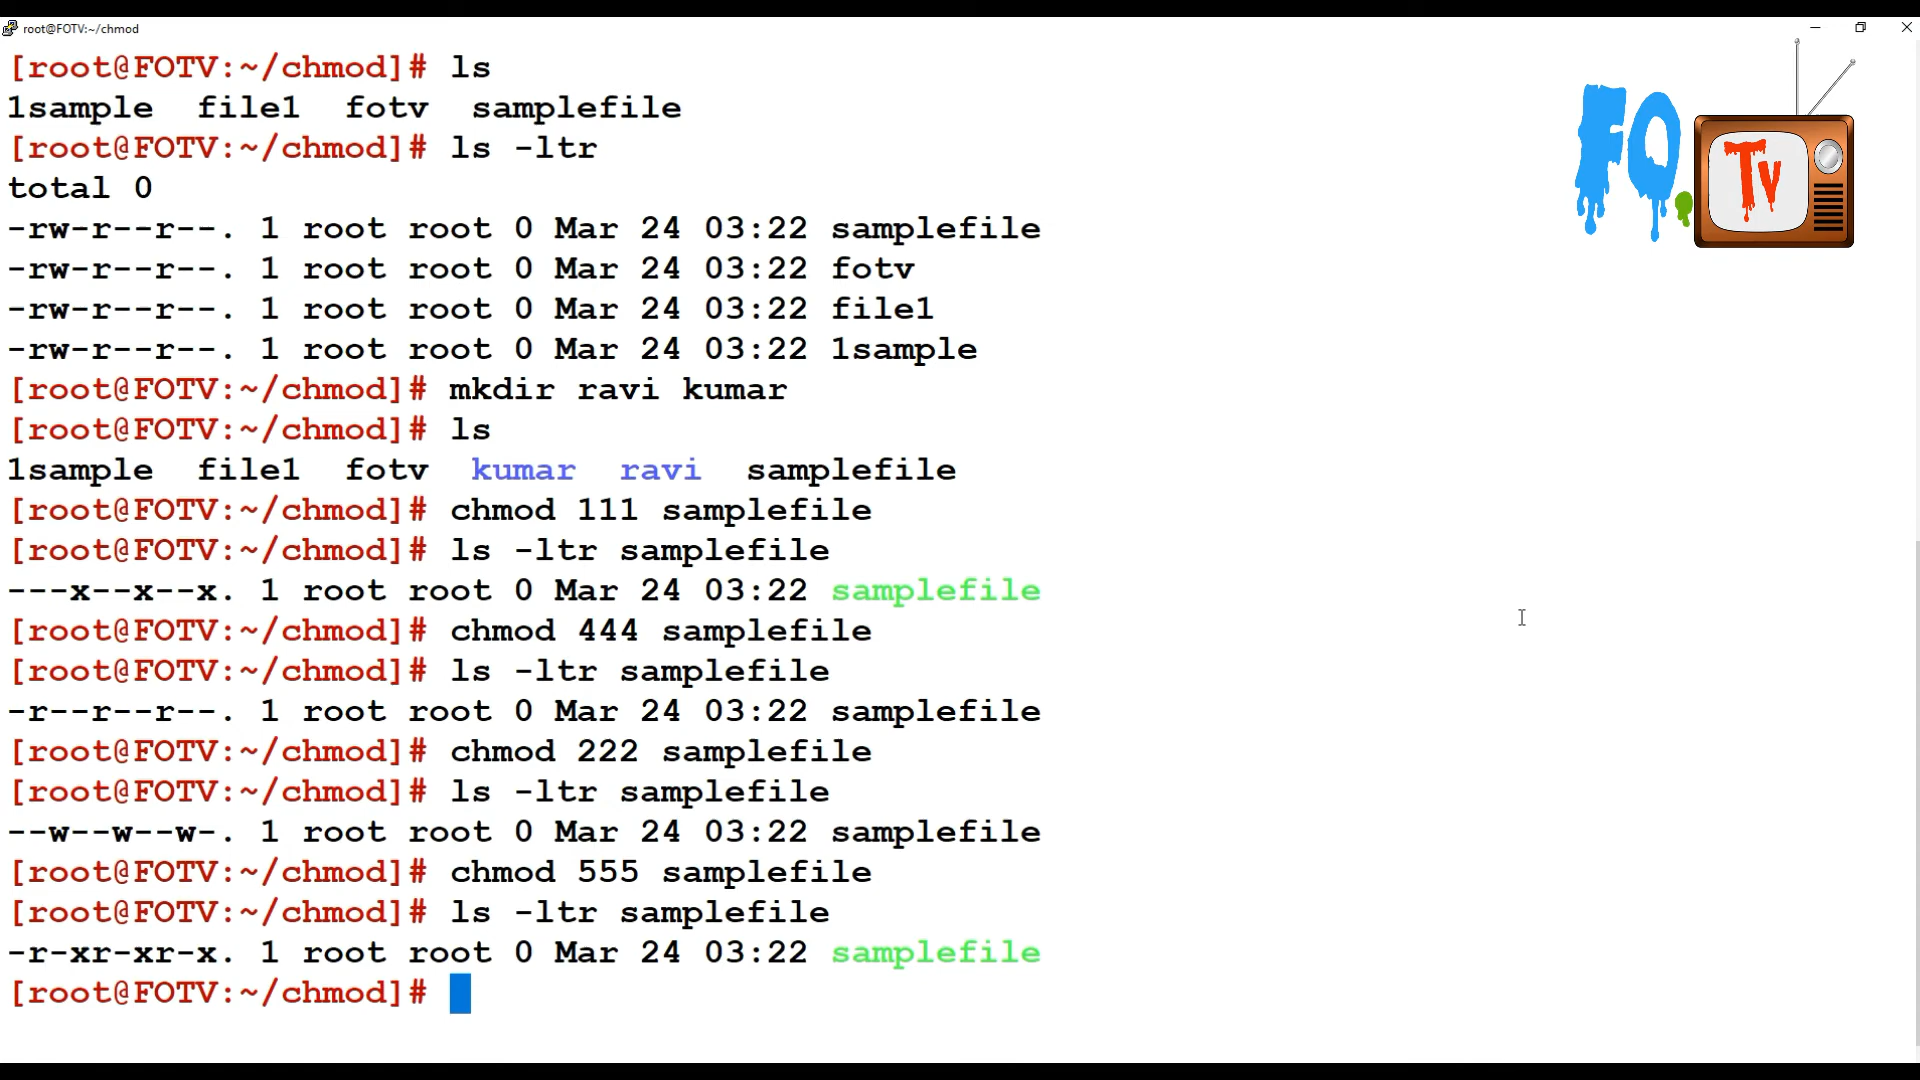 root@FOTV:~/chmod
[root@FOTV:~/chmod]# ls
1sample  file1  fotv  samplefile
[root@FOTV:~/chmod]# ls -ltr
total 0
-rw-r--r--. 1 root root 0 Mar 24 03:22 samplefile
-rw-r--r--. 1 root root 0 Mar 24 03:22 fotv
-rw-r--r--. 1 root root 0 Mar 24 03:22 file1
-rw-r--r--. 1 root root 0 Mar 24 03:22 1sample
[root@FOTV:~/chmod]# mkdir ravi kumar
[root@FOTV:~/chmod]# ls
1sample  file1  fotv  kumar  ravi  samplefile
[root@FOTV:~/chmod]# chmod 111 samplefile
[root@FOTV:~/chmod]# ls -ltr samplefile
---x--x--x. 1 root root 0 Mar 24 03:22 samplefile
[root@FOTV:~/chmod]# chmod 444 samplefile
[root@FOTV:~/chmod]# ls -ltr samplefile
-r--r--r--. 1 root root 0 Mar 24 03:22 samplefile
[root@FOTV:~/chmod]# chmod 222 samplefile
[root@FOTV:~/chmod]# ls -ltr samplefile
--w--w--w-. 1 root root 0 Mar 24 03:22 samplefile
[root@FOTV:~/chmod]# chmod 555 samplefile
[root@FOTV:~/chmod]# ls -ltr samplefile
-r-xr-xr-x. 1 root root 0 Mar 24 03:22 samplefile
[root@FOTV:~/chmod]#
FO.
Tv